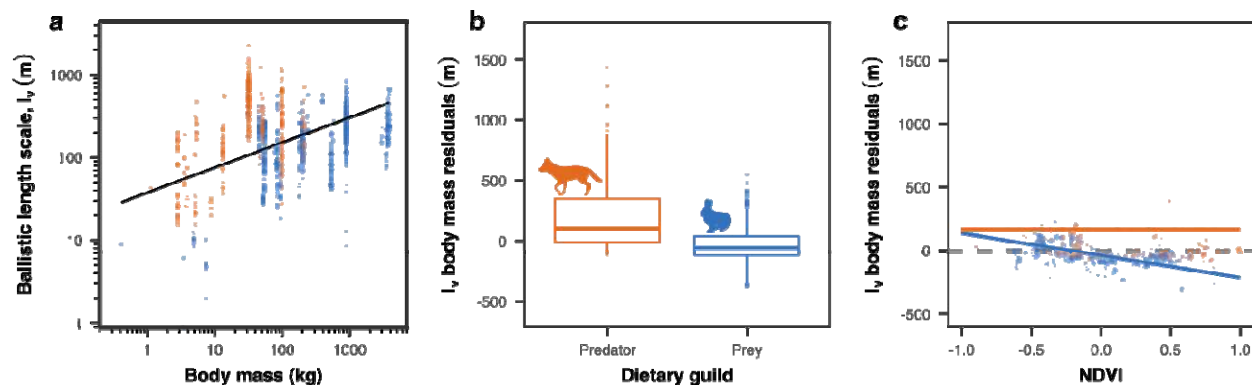 a
Ballistic length scale, lv (m)
1000
100
10
1
1
10
100
1000
Body mass (kg)
b
lv body mass residuals (m)
1500
1000
500
0
-500
Predator
Prey
Dietary guild
c
lv body mass residuals (m)
1500
1000
500
0
-500
-1.0
-0.5
0.0
0.5
1.0
NDVI